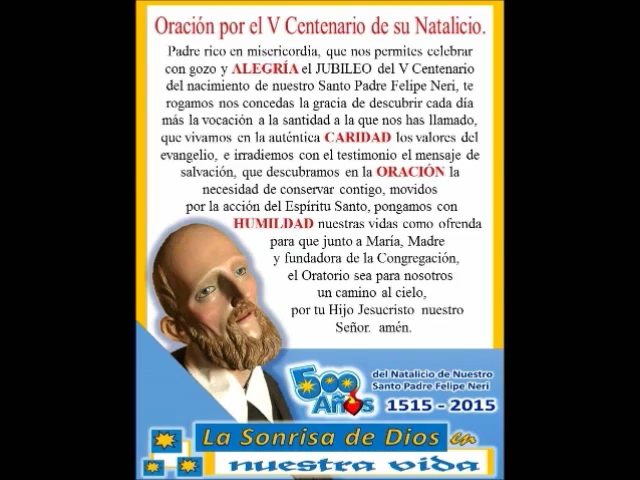 Oración por el V Centenario de su Natalicio.
Padre rico en misericordia, que nos permites celebrar
con gozo y ALEGRÍA el JUBILEO del V Centenario
del nacimiento de nuestro Santo Padre Felipe Neri, te
rogamos nos concedas la gracia de descubrir cada día
más la vocación a la santidad a la que nos has llamado,
que vivamos en la auténtica CARIDAD los valores del
evangelio, e irradiemos con el testimonio el mensaje de
salvación, que descubramos en la ORACIÓN la
necesidad de conservar contigo, movidos
por la acción del Espíritu Santo, pongamos con
HUMILDAD nuestras vidas como ofrenda
para que junto a María, Madre
y fundadora de la Congregación,
el Oratorio sea para nosotros
un camino al cielo,
por tu Hijo Jesucristo nuestro
Señor. amén.
500
Años
del Natalicio de Nuestro
Santo Padre Felipe Neri
1515 - 2015
La Sonrisa de Dios en
nuestra vida